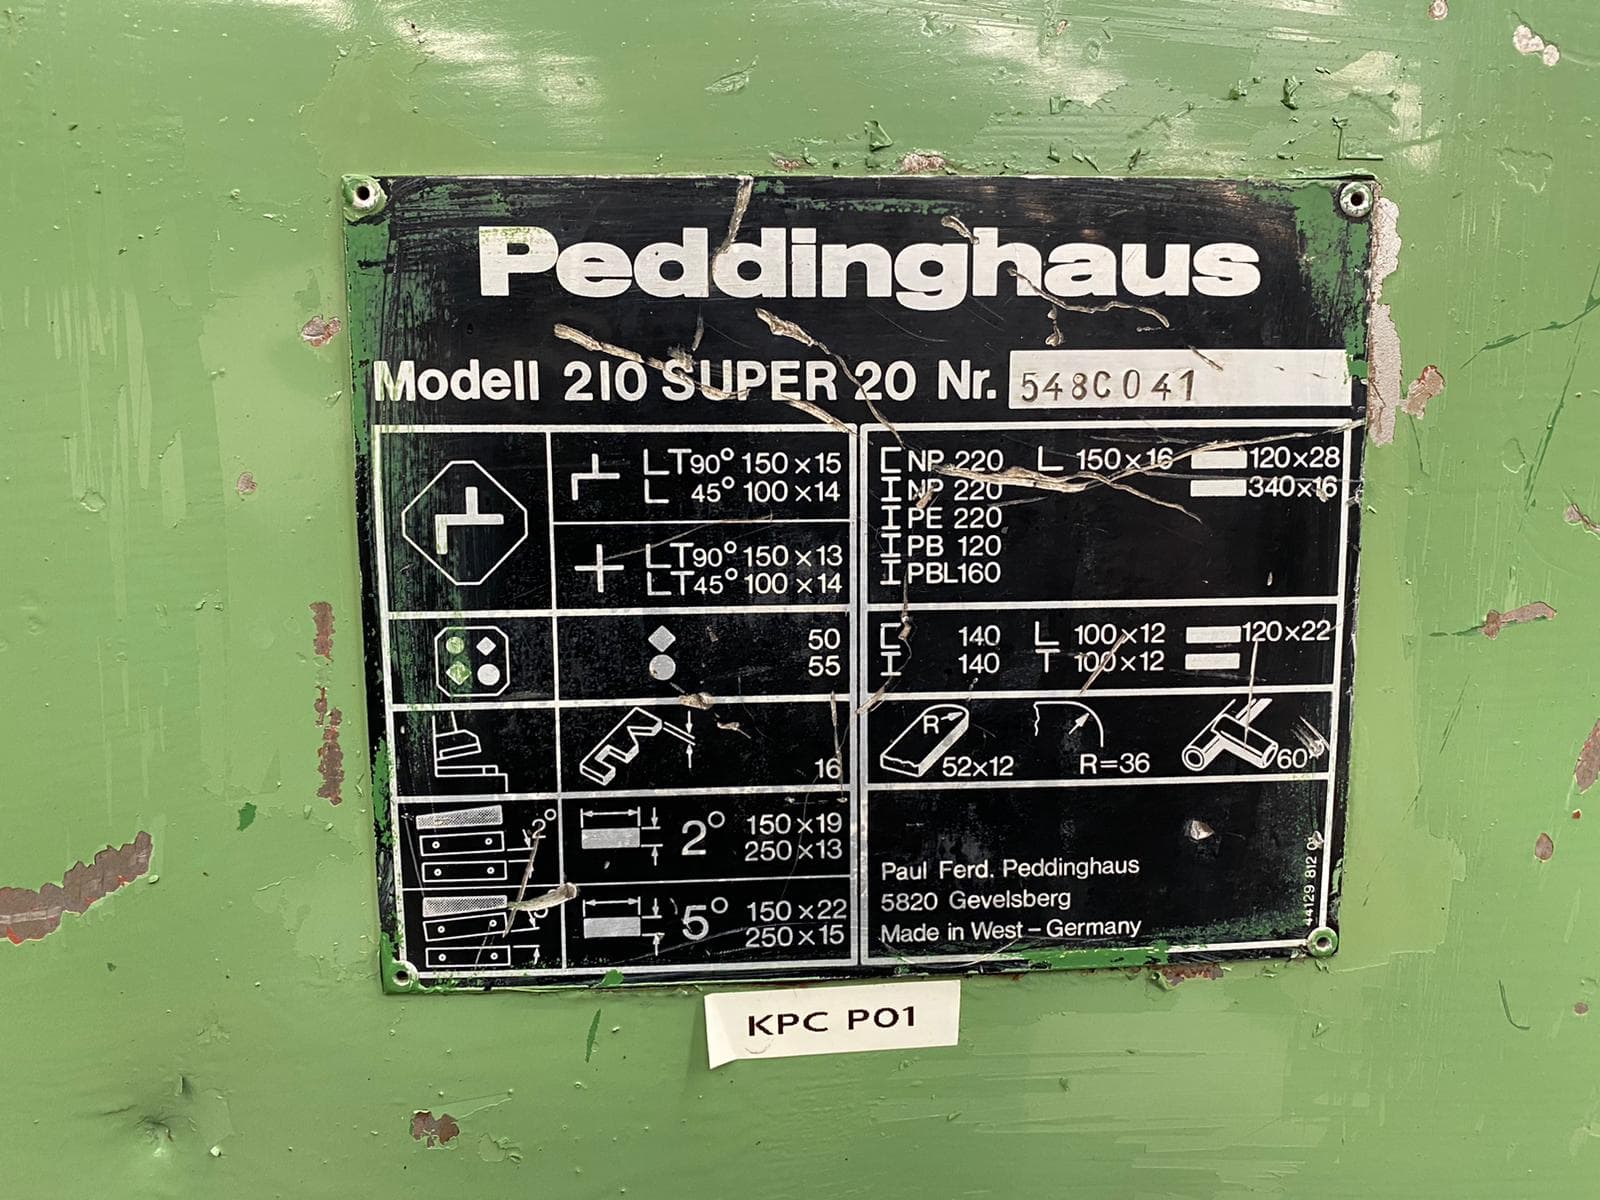 Peddinghaus
Modell 210 SUPER 20 Nr. 548C041
LT90° 150×15
L 45° 100×14
LT90° 150×13
LT45° 100×14
NP 220 L 150×16 120×28
NP 220 340×16
PE 220
PB 120
PBL160
50
55
140 L 100×12 120×22
140 T 100×12
16
R 52×12 R=36 60
2° 2° 150×19
250×13
5° 150×22
250×15
Paul Ferd. Peddinghaus
5820 Gevelsberg
Made in West-Germany
KPC P01